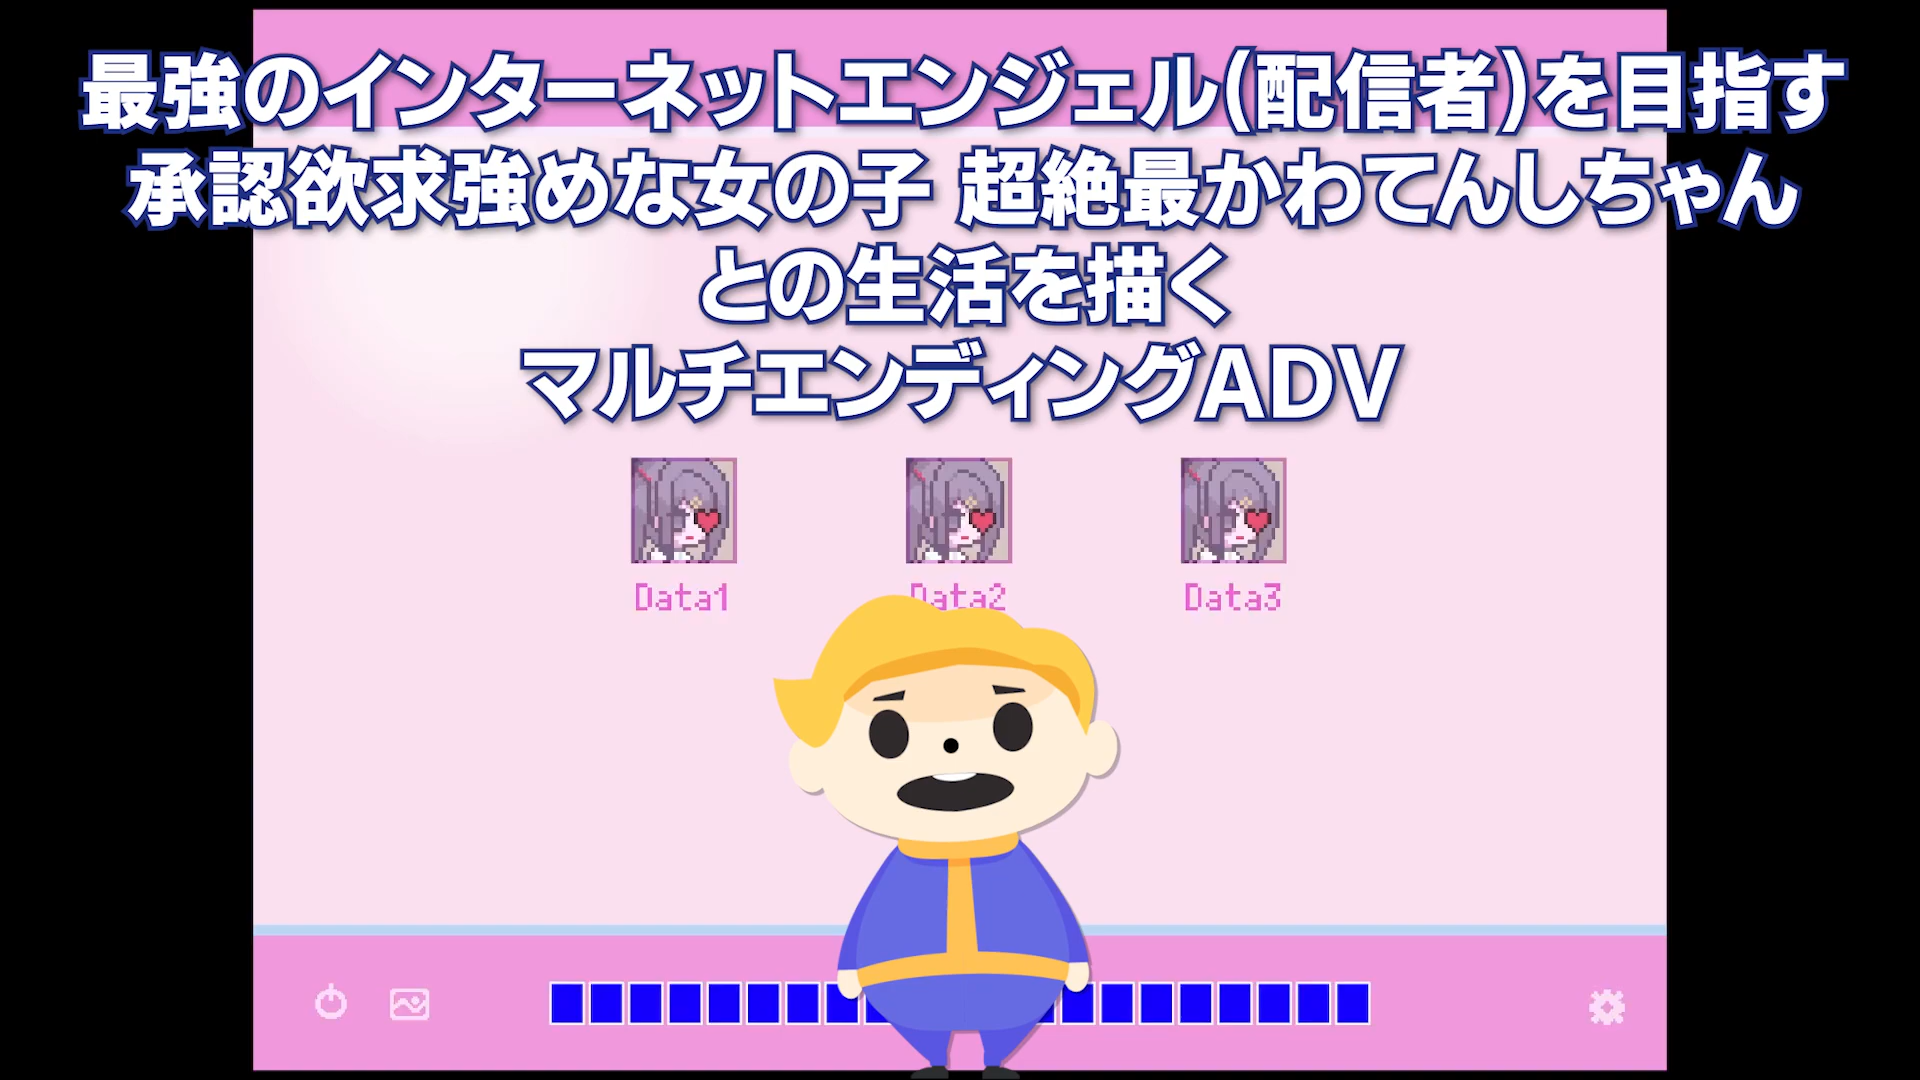 最強のインターネットエンジェル(配信者)を目指す
承認欲求強めな女の子 超絶最かわてんしちゃん
との生活を描く
マルチエンディングADV
Data1 Data2 Data3